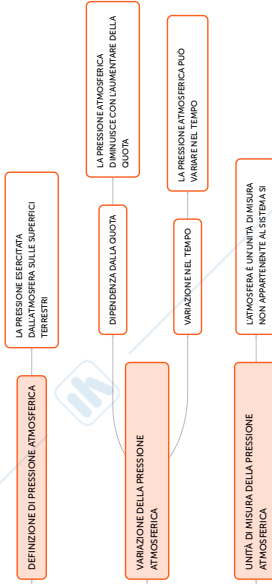 DEFINIZIONE DI PRESSIONE ATMOSFERICA
LA PRESSIONE ESERCITATA
DALL'ATMOSFERA SULLE SUPERFICI
TERRESTRI
VARIAZIONE DELLA PRESSIONE
ATMOSFERICA
DIPENDENZA DALLA QUOTA
LA PRESSIONE ATMOSFERICA
DIMINUISCE CON L'AUMENTARE DELLA
QUOTA
VARIAZIONE NEL TEMPO
LA PRESSIONE ATMOSFERICA PUÒ
VARIARE NEL TEMPO
UNITÀ DI MISURA DELLA PRESSIONE
ATMOSFERICA
L'ATMOSFERA È UN'UNITÀ DI MISURA
NON APPARTENENTE AL SISTEMA SI